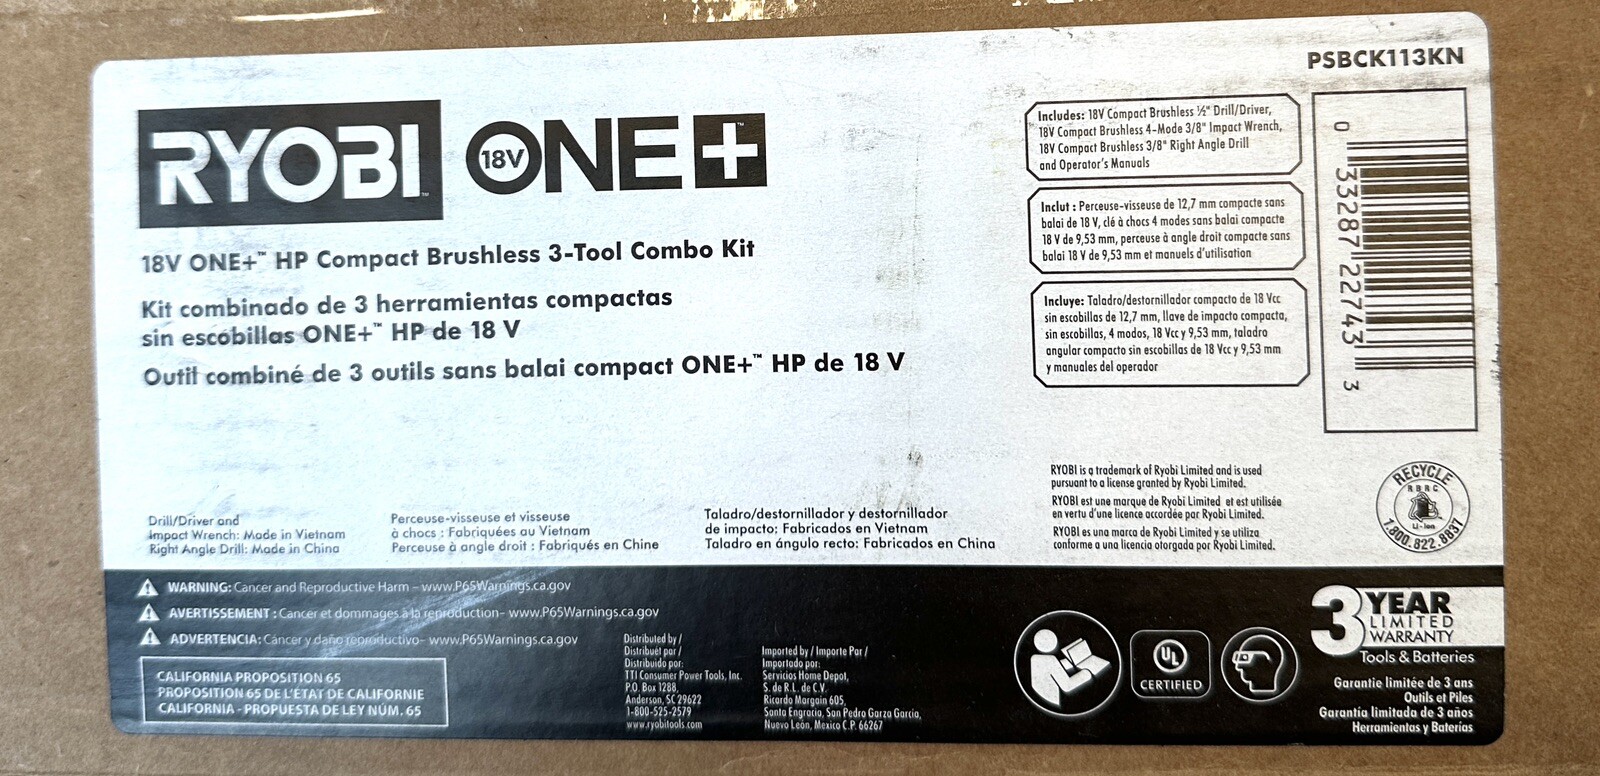 PSBCK113KN
RYOBI
18V ONE+™
18V ONE+™ HP Compact Brushless 3-Tool Combo Kit
Kit combinado de 3 herramientas compactas
sin escobillas ONE+™ HP de 18 V
Outil combiné de 3 outils sans balai compact ONE+™ HP de 18 V
Includes: 18V Compact Brushless ½" Drill/Driver,
18V Compact Brushless 4-Mode 3/8" Impact Wrench,
18V Compact Brushless 3/8" Right Angle Drill
and Operator's Manuals
Inclut : Perceuse-visseuse de 12,7 mm compacte sans
balai de 18 V, clé à chocs 4 modes sans balai compacte
18 V de 9,53 mm, perceuse à angle droit compacte sans
balai 18 V de 9,53 mm et manuels d'utilisation
Incluye: Taladro/destornillador compacto de 18 Vcc
sin escobillas de 12,7 mm, llave de impacto compacta,
sin escobillas, 4 modos, 18 Vcc y 9,53 mm, taladro
angular compacto sin escobillas de 18 Vcc y 9,53 mm
y manuales del operador
0 33287 22743 3
Drill/Driver and
Impact Wrench: Made in Vietnam
Right Angle Drill: Made in China
Perceuse-visseuse et visseuse
à chocs : Fabriquées au Vietnam
Perceuse à angle droit : Fabriqués en Chine
Taladro/destornillador y destornillador
de impacto: Fabricados en Vietnam
Taladro en ángulo recto: Fabricados en China
RYOBI is a trademark of Ryobi Limited and is used
pursuant to a license granted by Ryobi Limited.
RYOBI est une marque de Ryobi Limited et est utilisée
en vertu d'une licence accordée par Ryobi Limited.
RYOBI es una marca de Ryobi Limited y se utiliza
conforme a una licencia otorgada por Ryobi Limited.
RECYCLE
RBRC
Li-ion
1.800.822.8837
WARNING: Cancer and Reproductive Harm – www.P65Warnings.ca.gov
AVERTISSEMENT : Cancer et dommages à la reproduction– www.P65Warnings.ca.gov
ADVERTENCIA: Cáncer y daño reproductivo– www.P65Warnings.ca.gov
CALIFORNIA PROPOSITION 65
PROPOSITION 65 DE L'ÉTAT DE CALIFORNIE
CALIFORNIA - PROPUESTA DE LEY NÚM. 65
Distributed by /
Distribuét par /
Distribuido por:
TTI Consumer Power Tools, Inc.
P.O. Box 1288,
Anderson, SC 29622
1-800-525-2579
www.ryobitools.com
Imported by / Importe Par /
Importado por:
Servicios Home Depot,
S. de R.L. de C.V.
Ricardo Margain 605,
Santa Engracia, San Pedro Garza Garcia,
Nuevo León, Mexico C.P. 66267
UL
CERTIFIED
3 YEAR
LIMITED
WARRANTY
Tools & Batteries
Garantie limitée de 3 ans
Outils et Piles
Garantía limitada de 3 años
Herramientas y Baterías